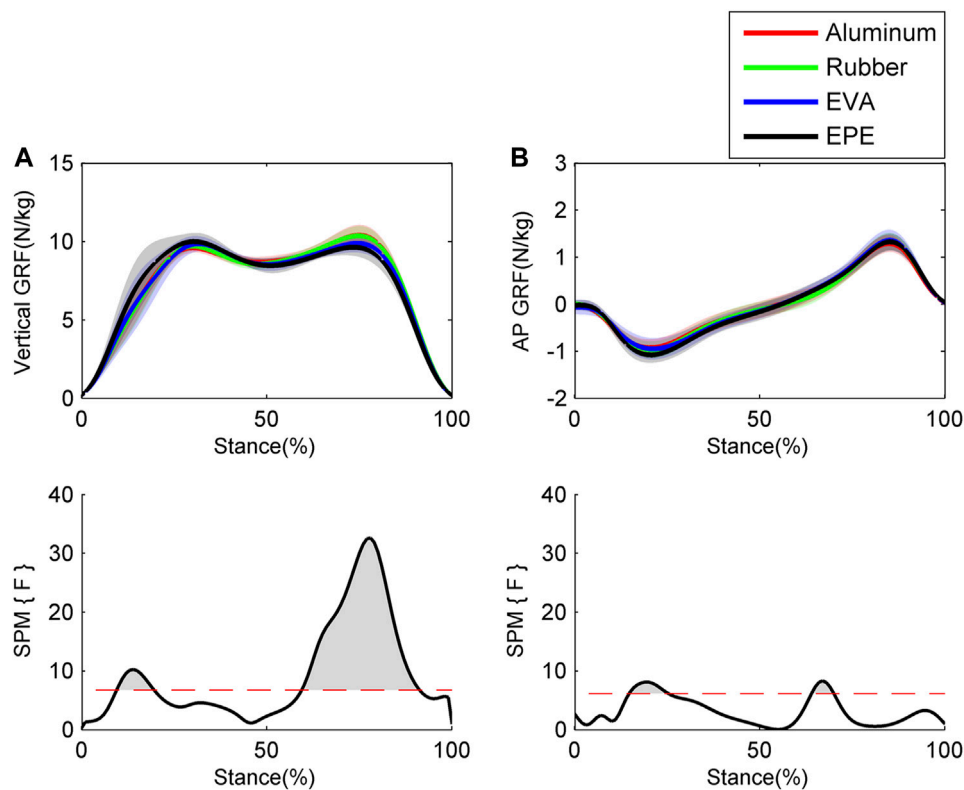 Aluminum
Rubber
EVA
EPE
A
Vertical GRF(N/kg)
15
10
5
0
0
50
100
Stance(%)
B
AP GRF(N/kg)
3
2
1
0
-1
-2
0
50
100
Stance(%)
SPM { F }
40
30
20
10
0
0
50
100
Stance(%)
SPM { F }
40
30
20
10
0
0
50
100
Stance(%)